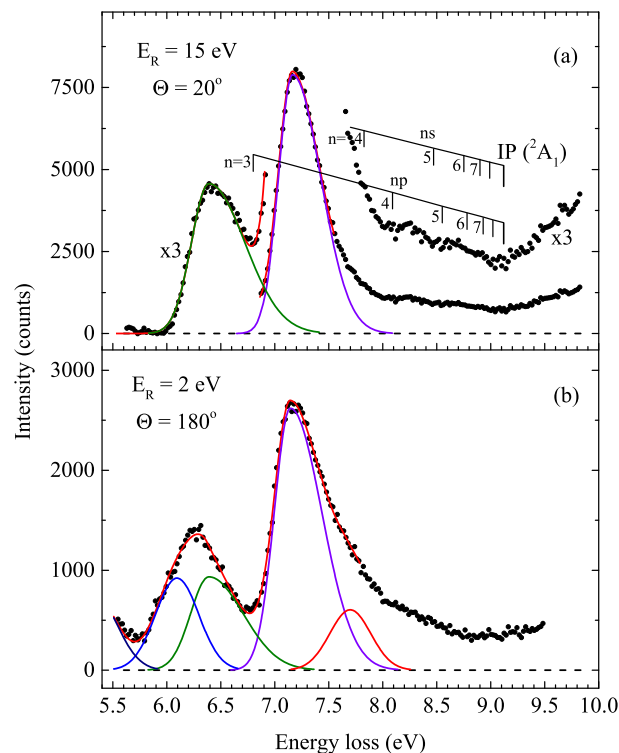 E_R = 15 eV
(a)
Θ = 20°
7500
n=4
ns
5
6
7
IP (²A₁)
n=3
np
4
5
6
7
5000
x3
x3
2500
0
Intensity (counts)
3000
E_R = 2 eV
(b)
Θ = 180°
2000
1000
0
5.5 6.0 6.5 7.0 7.5 8.0 8.5 9.0 9.5 10.0
Energy loss (eV)